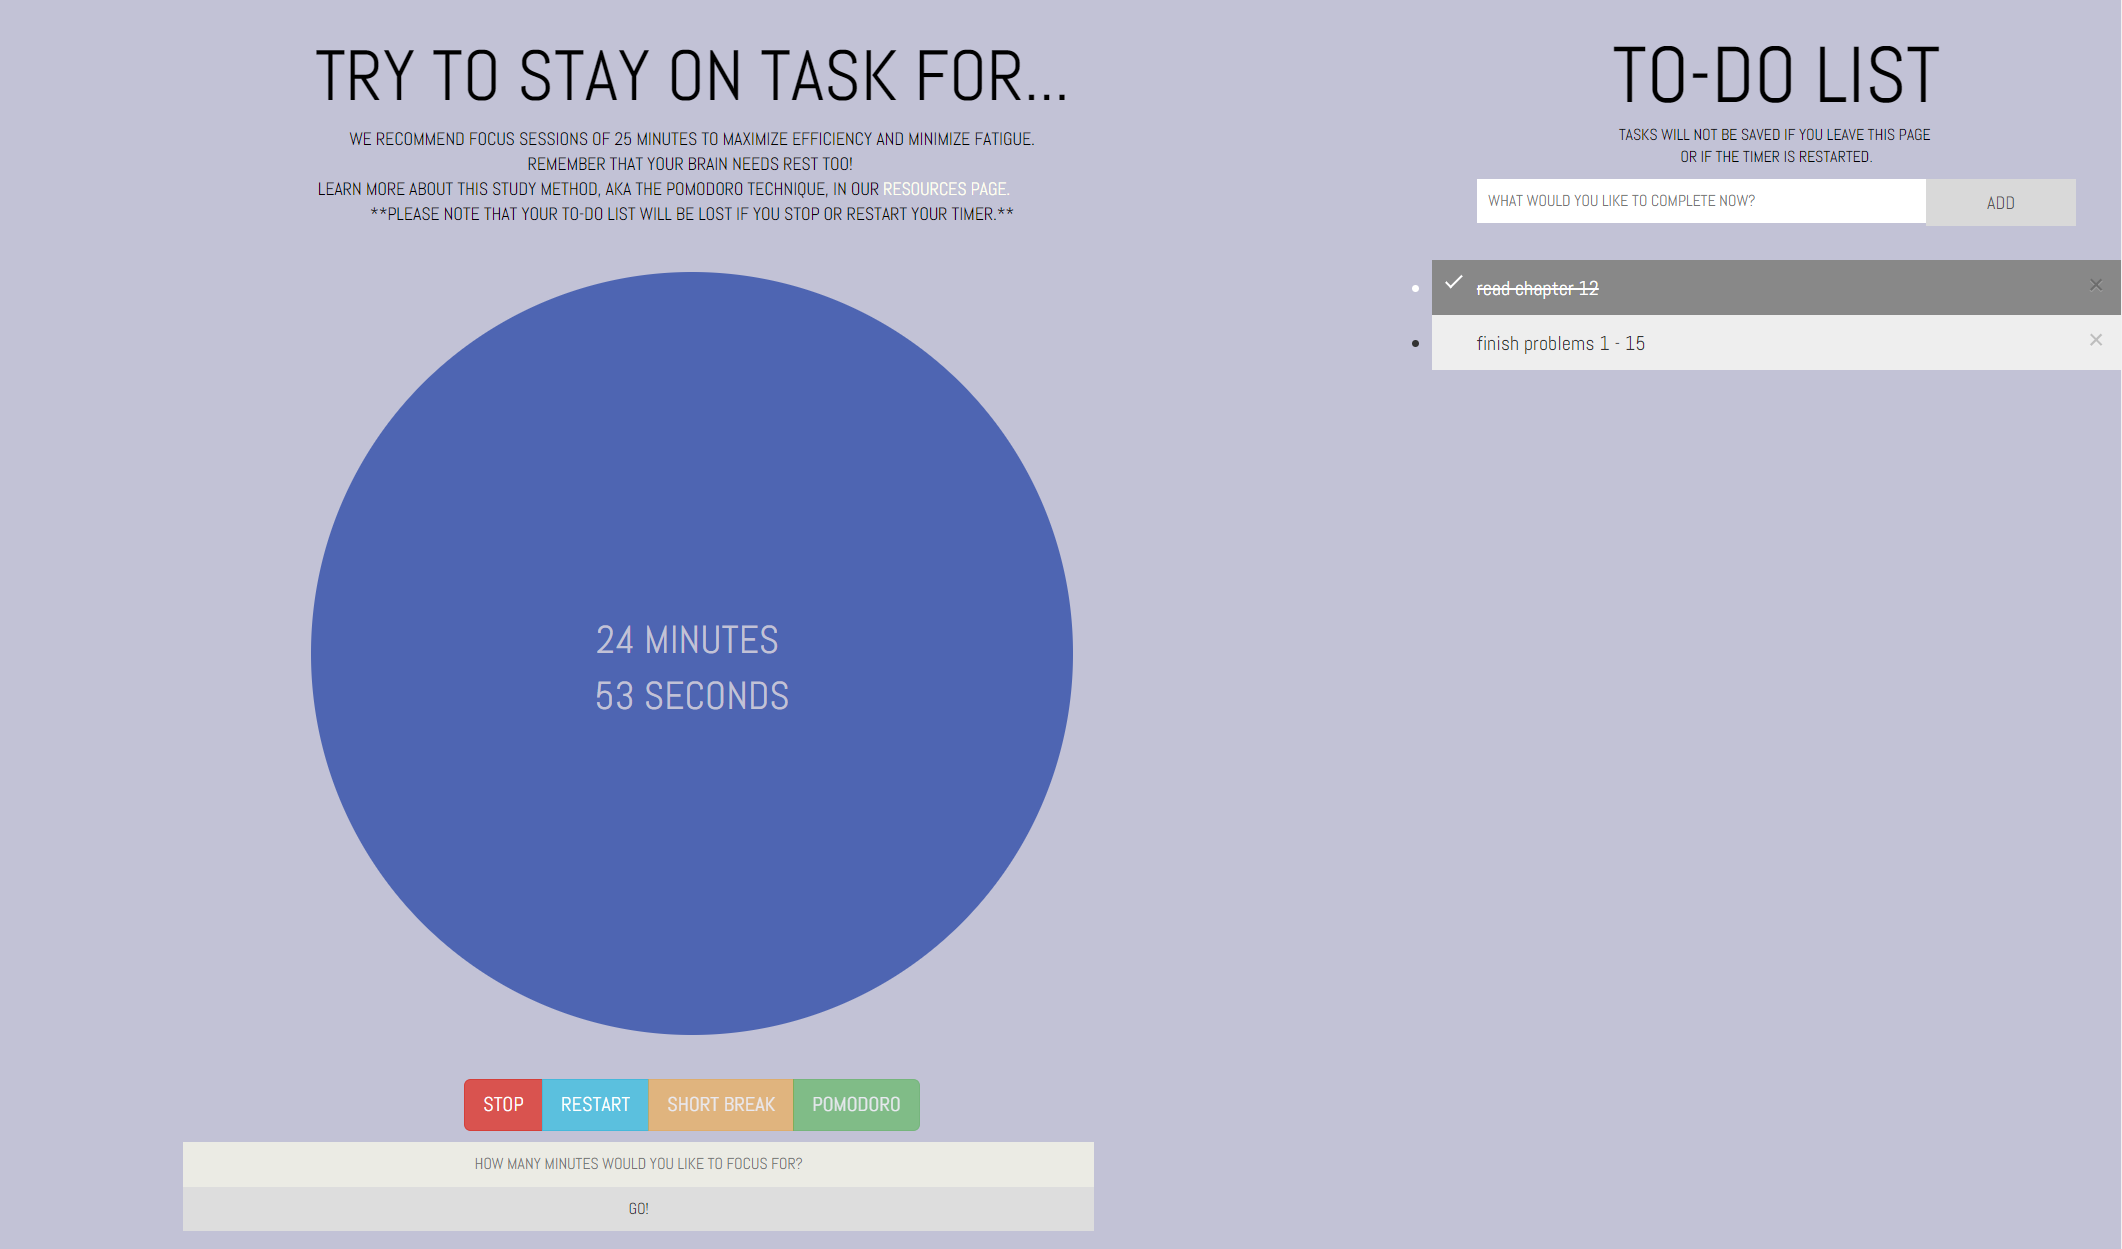 TRY TO STAY ON TASK FOR...
WE RECOMMEND FOCUS SESSIONS OF 25 MINUTES TO MAXIMIZE EFFICIENCY AND MINIMIZE FATIGUE.
REMEMBER THAT YOUR BRAIN NEEDS REST TOO!
LEARN MORE ABOUT THIS STUDY METHOD, AKA THE POMODORO TECHNIQUE, IN OUR RESOURCES PAGE.
**PLEASE NOTE THAT YOUR TO-DO LIST WILL BE LOST IF YOU STOP OR RESTART YOUR TIMER.**
24 MINUTES
53 SECONDS
STOP RESTART SHORT BREAK POMODORO
HOW MANY MINUTES WOULD YOU LIKE TO FOCUS FOR?
GO!
TO-DO LIST
TASKS WILL NOT BE SAVED IF YOU LEAVE THIS PAGE
OR IF THE TIMER IS RESTARTED.
WHAT WOULD YOU LIKE TO COMPLETE NOW? ADD
read chapter 12
finish problems 1 - 15